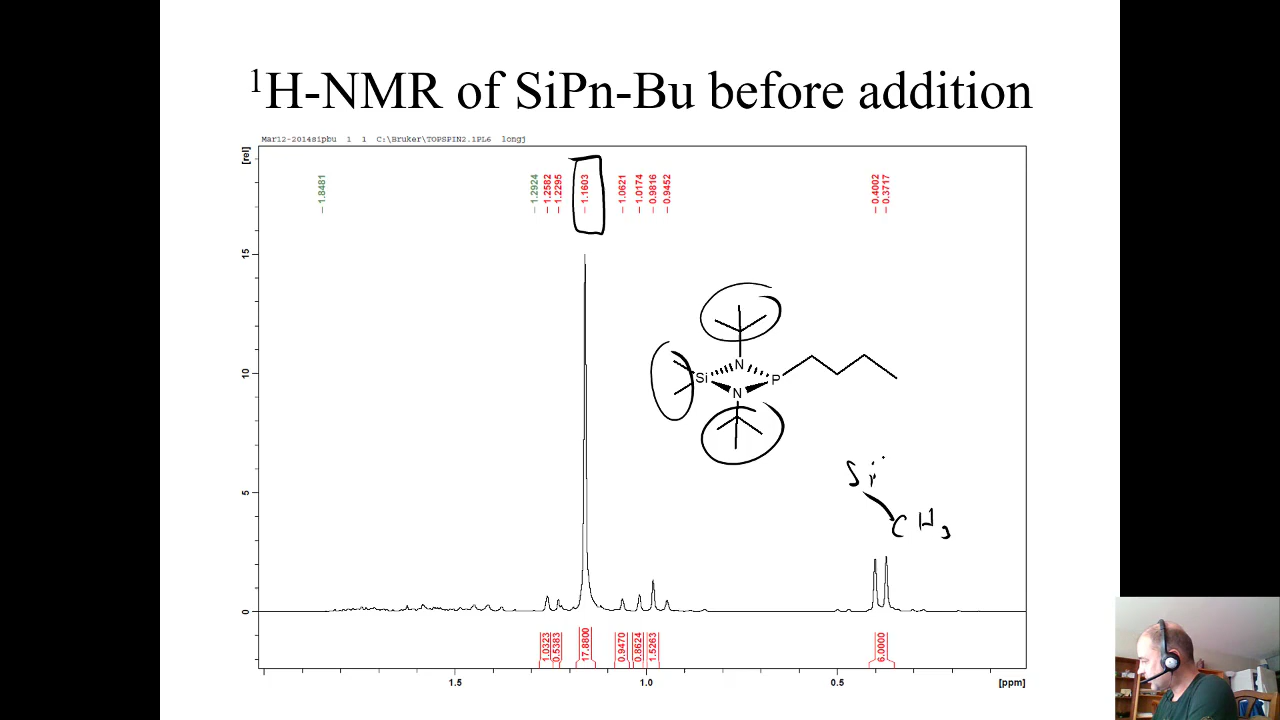 ¹H-NMR of SiPn-Bu before addition
Mar12-2014sipbu 1 1 C:\Bruker\TOPSPIN2.1PL6 longj
[rel]
1.8481
1.2924
1.2582
1.2295
1.1603
1.0621
1.0174
0.9816
0.9452
0.4002
0.3717
15
10
5
0
N
Si
P
N
Si
CH3
1.0323
0.5383
17.8800
0.9470
0.8624
1.5263
6.0000
1.5
1.0
0.5
[ppm]